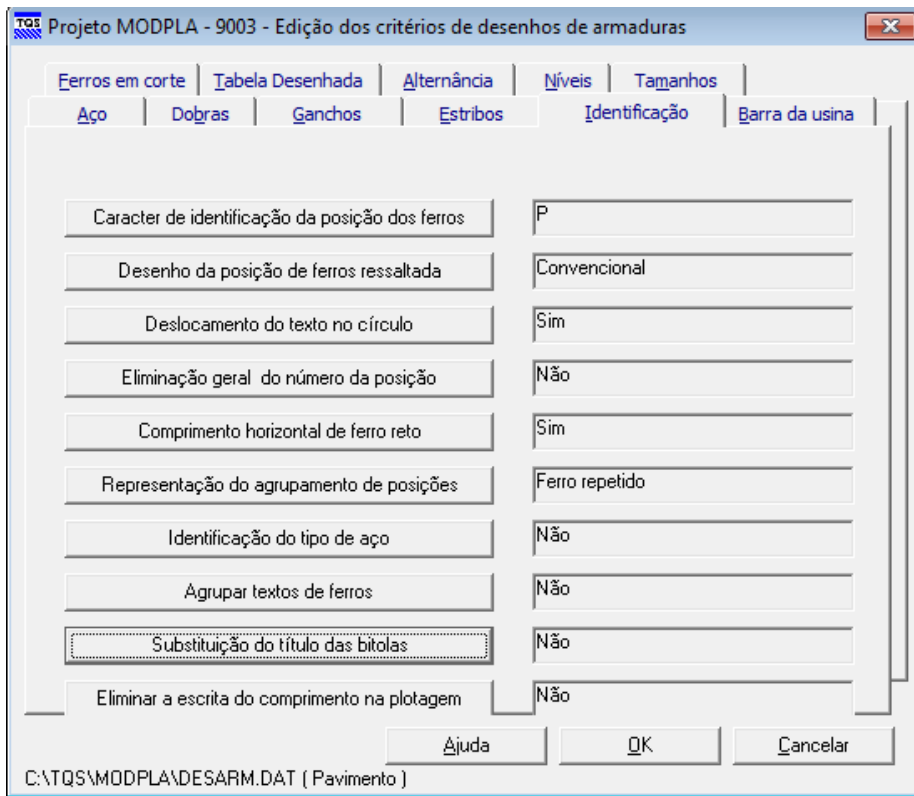 TQS Projeto MODPLA - 9003 - Edição dos critérios de desenhos de armaduras
Ferros em corte Tabela Desenhada Alternância Níveis Tamanhos
Aço Dobras Ganchos Estribos Identificação Barra da usina
Caracter de identificação da posição dos ferros P
Desenho da posição de ferros ressaltada Convencional
Deslocamento do texto no círculo Sim
Eliminação geral do número da posição Não
Comprimento horizontal de ferro reto Sim
Representação do agrupamento de posições Ferro repetido
Identificação do tipo de aço Não
Agrupar textos de ferros Não
Substituição do título das bitolas Não
Eliminar a escrita do comprimento na plotagem Não
Ajuda OK Cancelar
C:\TQS\MODPLA\DESARM.DAT ( Pavimento )